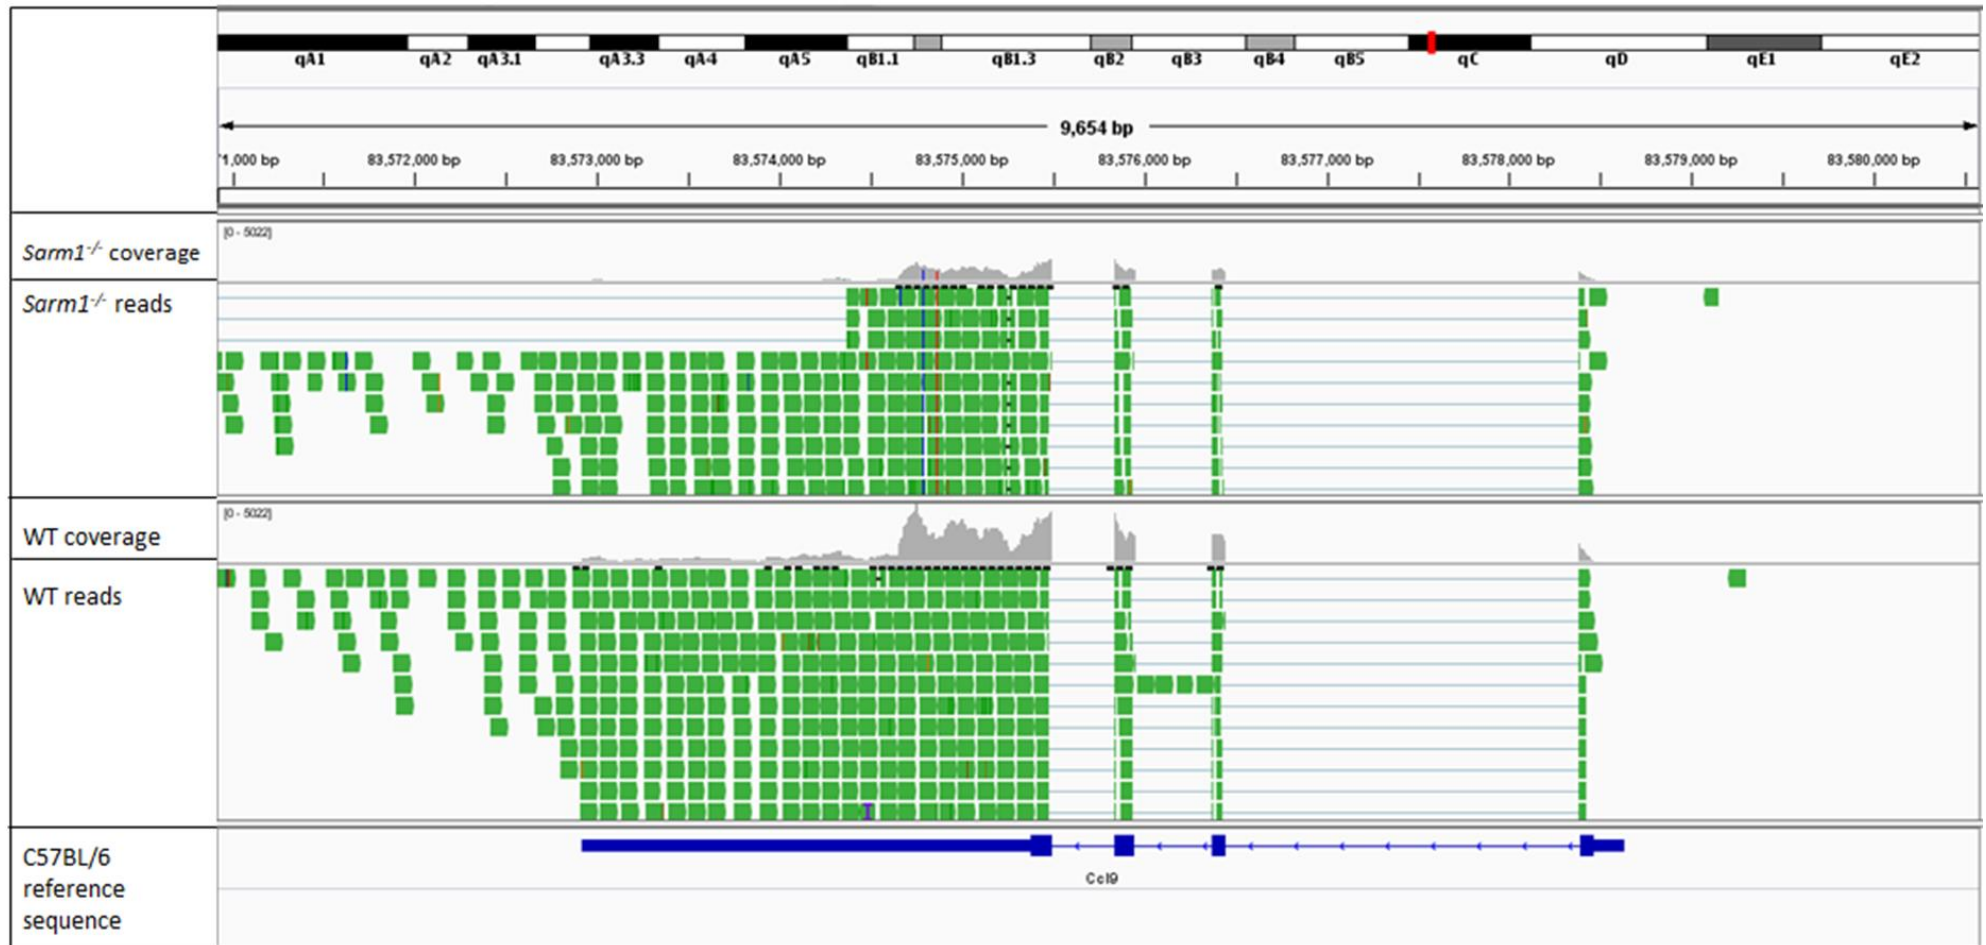 qA1 qA2 qA3.1 qA3.3 qA4 qA5 qB1.1 qB1.3 qB2 qB3 qB4 qB5 qC qD qE1 qE2
9,654 bp
'1,000 bp 83,572,000 bp 83,573,000 bp 83,574,000 bp 83,575,000 bp 83,576,000 bp 83,577,000 bp 83,578,000 bp 83,579,000 bp 83,580,000 bp
[0 - 5022]
Sarm1-/- coverage
Sarm1-/- reads
[0 - 5022]
WT coverage
WT reads
C57BL/6
reference
sequence
Ccl9